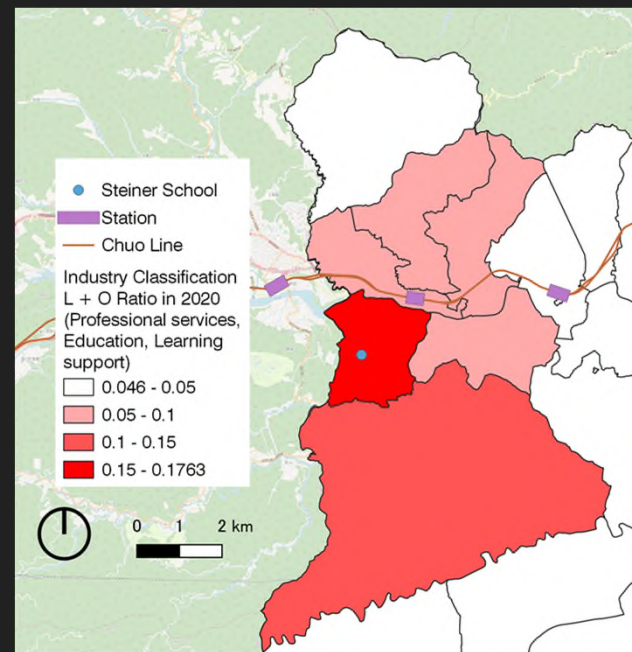 Steiner School
Station
Chuo Line
Industry Classification
L + O Ratio in 2020
(Professional services,
Education, Learning
support)
0.046 - 0.05
0.05 - 0.1
0.1 - 0.15
0.15 - 0.1763
0 1 2 km